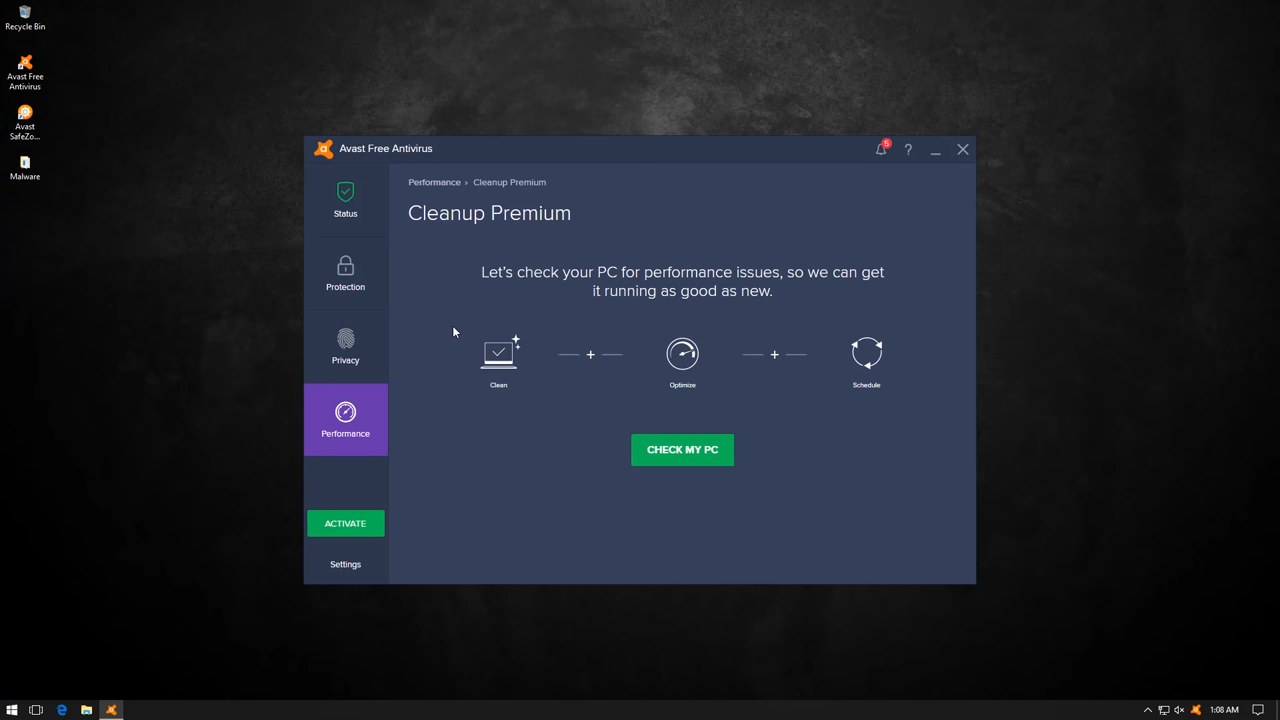 Recycle Bin
Avast Free
Antivirus
Avast
SafeZo...
Malware
Avast Free Antivirus
5
?
Status
Protection
Privacy
Performance
ACTIVATE
Settings
Performance › Cleanup Premium
Cleanup Premium
Let's check your PC for performance issues, so we can get
it running as good as new.
Clean
+
Optimize
+
Schedule
CHECK MY PC
1:08 AM